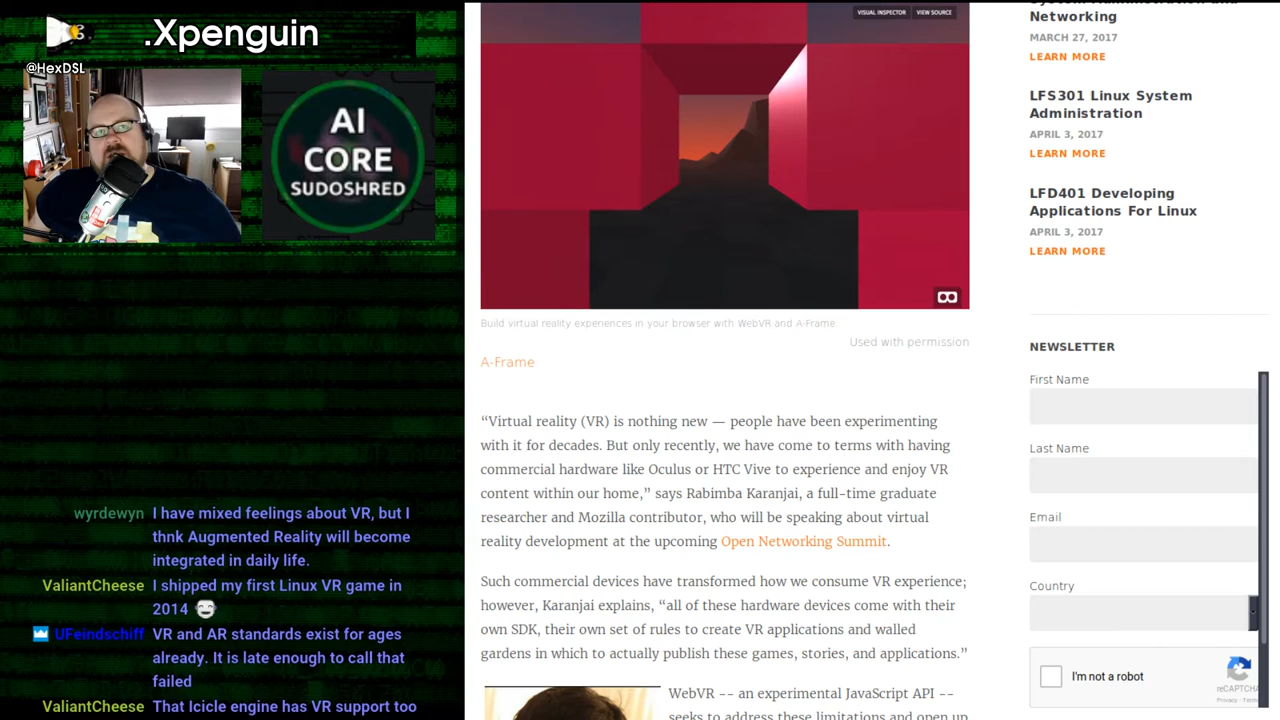 .Xpenguin
@HexDSL
AI
CORE
SUDOSHRED
wyrdewyn I have mixed feelings about VR, but I
thnk Augmented Reality will become
integrated in daily life.
ValiantCheese I shipped my first Linux VR game in
2014
UFeindschiff VR and AR standards exist for ages
already. It is late enough to call that
failed
ValiantCheese That Icicle engine has VR support too
VISUAL INSPECTOR VIEW SOURCE
Build virtual reality experiences in your browser with WebVR and A-Frame.
Used with permission
A-Frame
“Virtual reality (VR) is nothing new — people have been experimenting
with it for decades. But only recently, we have come to terms with having
commercial hardware like Oculus or HTC Vive to experience and enjoy VR
content within our home,” says Rabimba Karanjai, a full-time graduate
researcher and Mozilla contributor, who will be speaking about virtual
reality development at the upcoming Open Networking Summit.
Such commercial devices have transformed how we consume VR experience;
however, Karanjai explains, “all of these hardware devices come with their
own SDK, their own set of rules to create VR applications and walled
gardens in which to actually publish these games, stories, and applications.”
WebVR -- an experimental JavaScript API --
seeks to address these limitations and open up
Networking
MARCH 27, 2017
LEARN MORE
LFS301 Linux System
Administration
APRIL 3, 2017
LEARN MORE
LFD401 Developing
Applications For Linux
APRIL 3, 2017
LEARN MORE
NEWSLETTER
First Name
Last Name
Email
Country
I'm not a robot
reCAPTCHA
Privacy - Terms